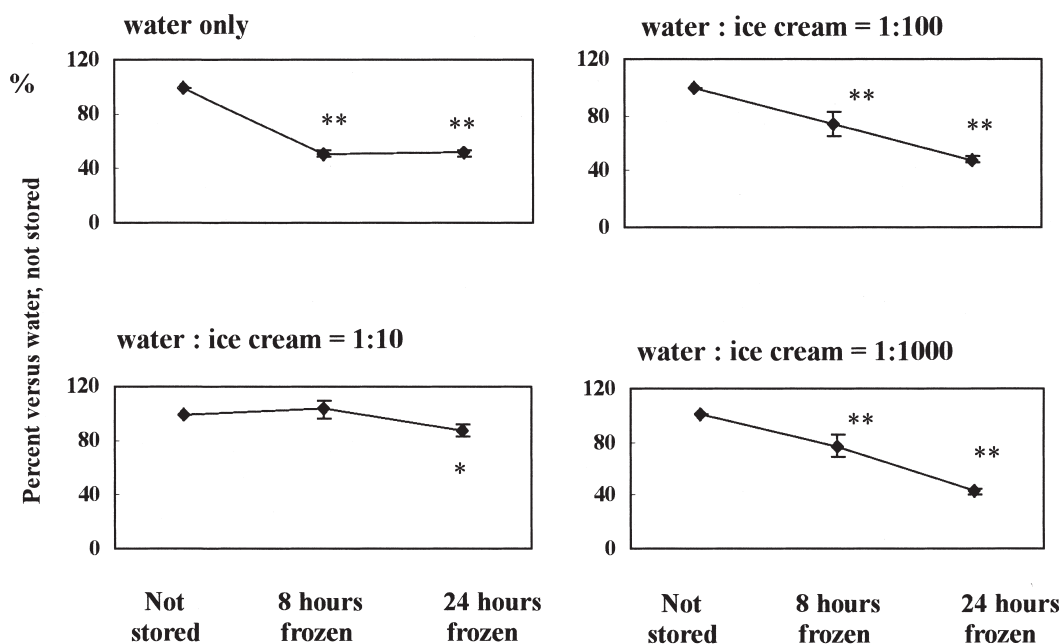 water only
120
%
80
40
0
**
**
water : ice cream = 1:100
120
80
40
0
**
**
Percent versus water, not stored
water : ice cream = 1:10
120
80
40
0
*
water : ice cream = 1:1000
120
80
40
0
**
**
Not
stored
8 hours
frozen
24 hours
frozen
Not
stored
8 hours
frozen
24 hours
frozen